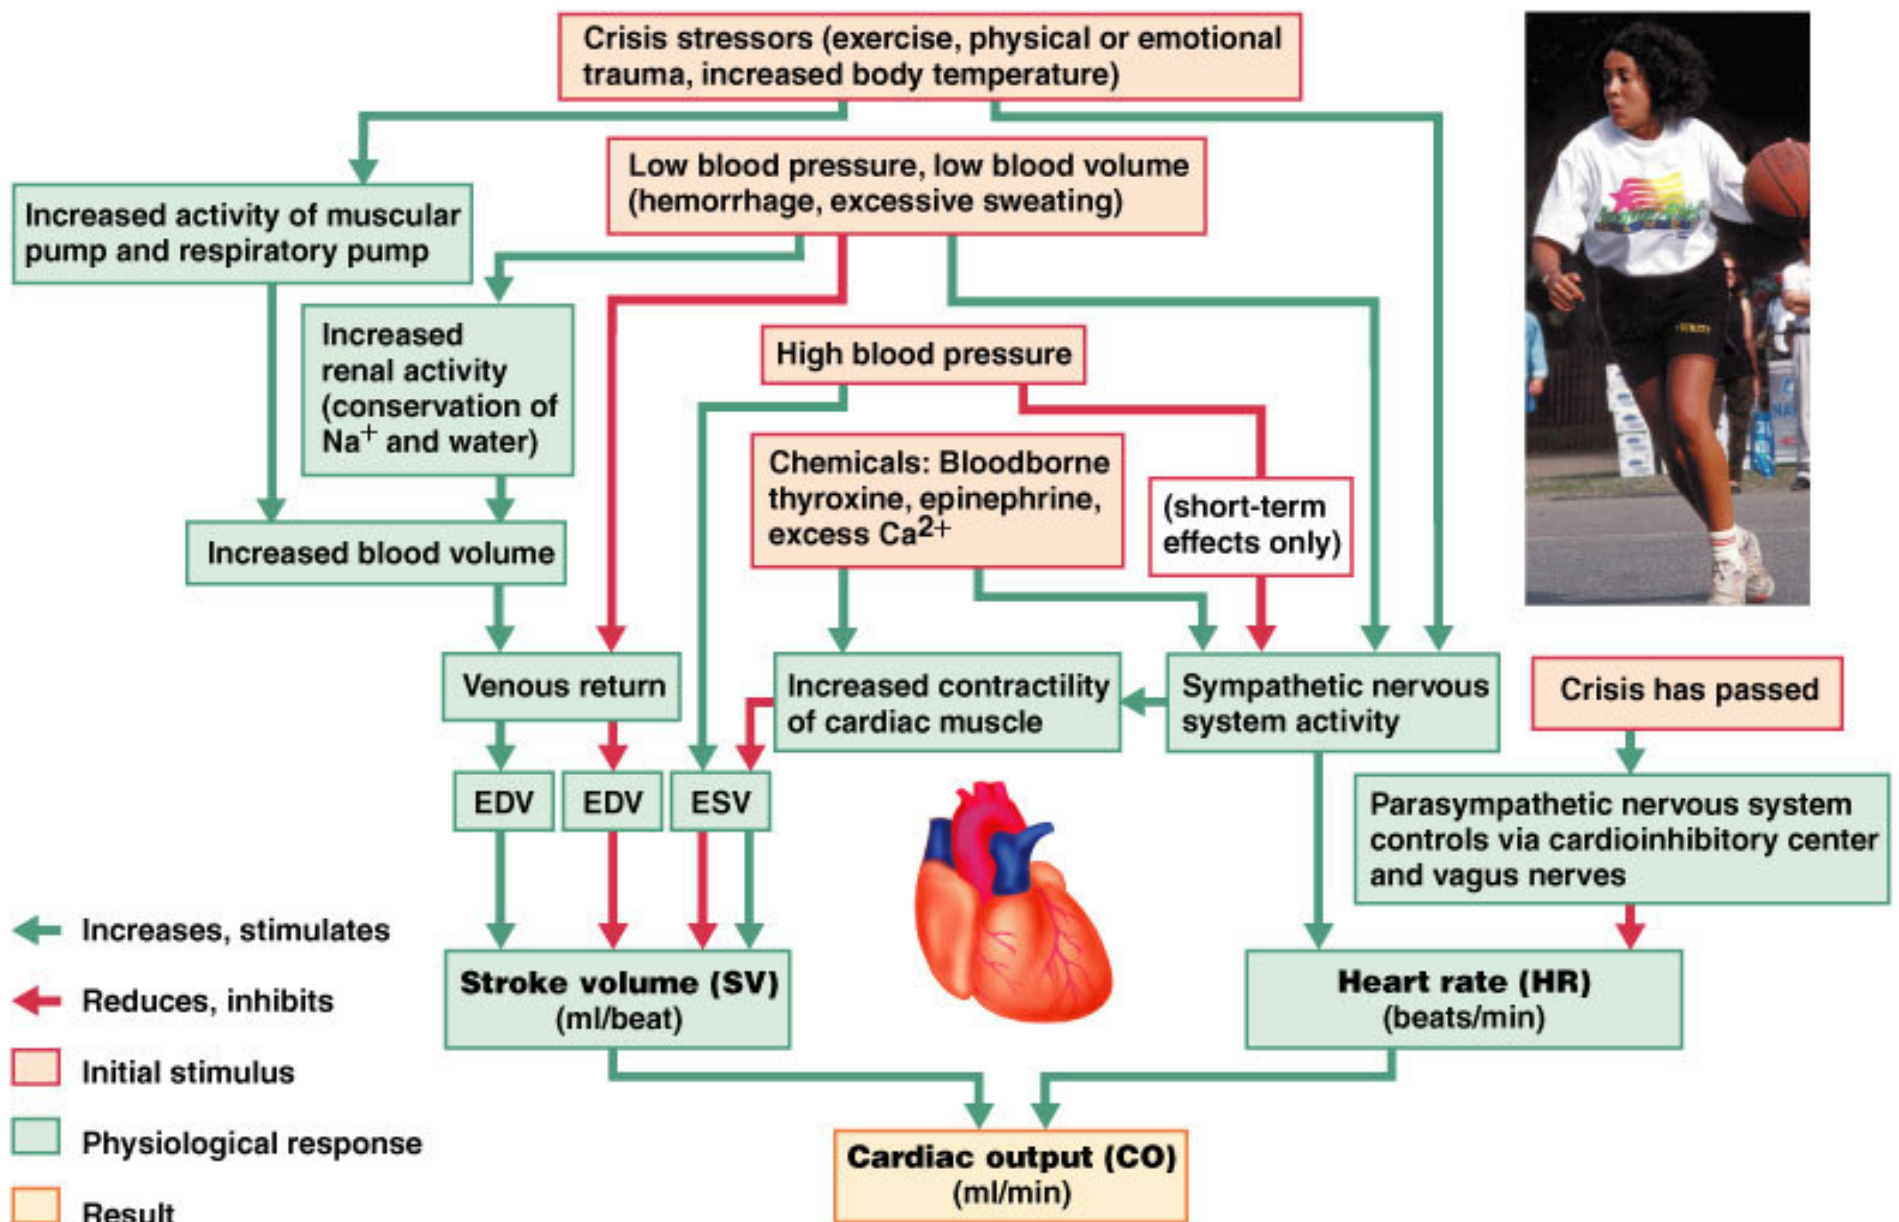 Crisis stressors (exercise, physical or emotional
trauma, increased body temperature)
Low blood pressure, low blood volume
(hemorrhage, excessive sweating)
Increased activity of muscular
pump and respiratory pump
Increased
renal activity
(conservation of
Na⁺ and water)
High blood pressure
Chemicals: Bloodborne
thyroxine, epinephrine,
excess Ca²⁺
(short-term
effects only)
Increased blood volume
Venous return
Increased contractility
of cardiac muscle
Sympathetic nervous
system activity
Crisis has passed
EDV
EDV
ESV
Parasympathetic nervous system
controls via cardioinhibitory center
and vagus nerves
Increases, stimulates
Reduces, inhibits
Initial stimulus
Physiological response
Result
Stroke volume (SV)
(ml/beat)
Heart rate (HR)
(beats/min)
Cardiac output (CO)
(ml/min)